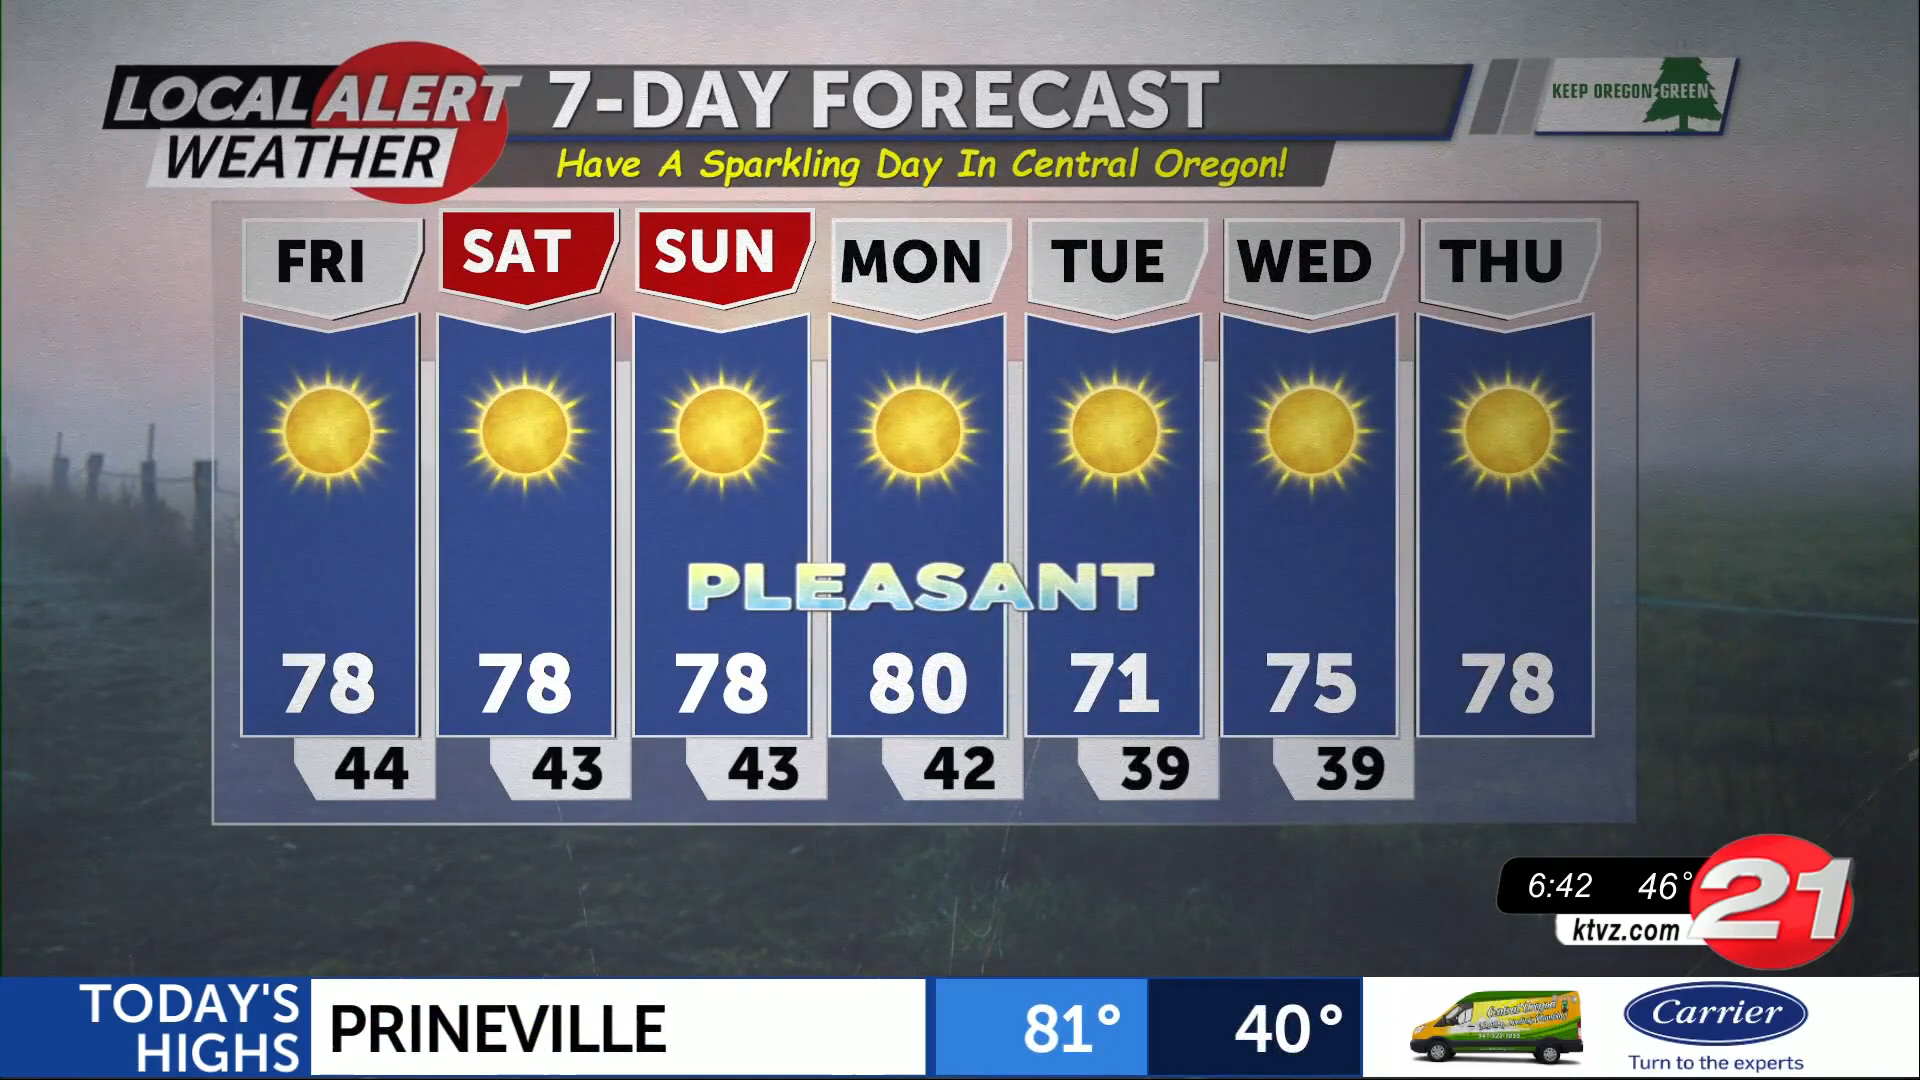 LOCAL ALERT
WEATHER
7-DAY FORECAST
Have A Sparkling Day In Central Oregon!
KEEP OREGON GREEN
FRI SAT SUN MON TUE WED THU
PLEASANT
78 78 78 80 71 75 78
44 43 43 42 39 39
6:42 46°
21
ktvz.com
TODAY'S
HIGHS
PRINEVILLE 81° 40°
Central Oregon
Carrier
Turn to the experts